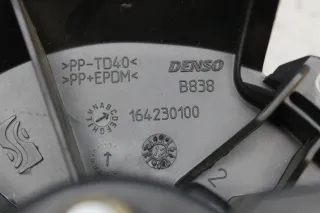 >PP-TD40<
>PP+EPDM<
DENSO
B838
164230100
2